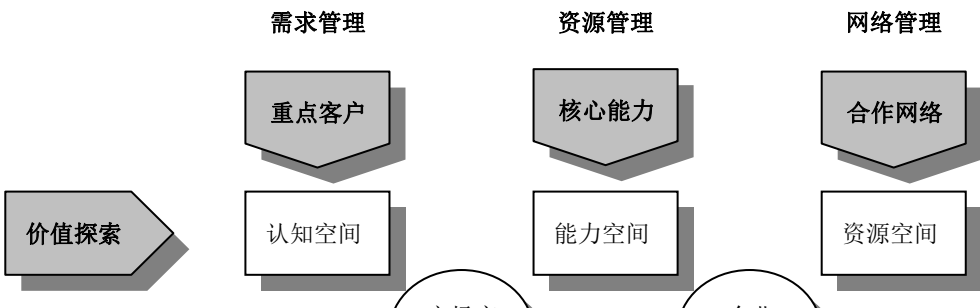 需求管理 资源管理 网络管理
重点客户 核心能力 合作网络
价值探索 认知空间 能力空间 资源空间